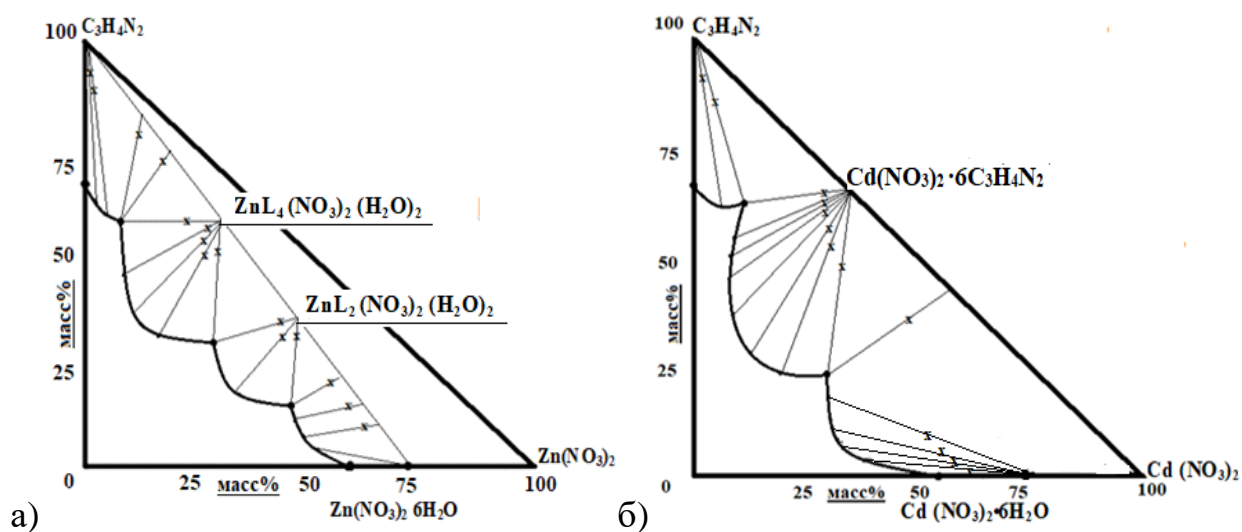 100
C₃H₄N₂
75
ZnL₄ (NO₃)₂ (H₂O)₂
50
масс%
ZnL₂ (NO₃)₂ (H₂O)₂
25
Zn(NO₃)₂
0
25
масс%
50
75
100
Zn(NO₃)₂ 6H₂O
а)
100
C₃H₄N₂
75
Cd(NO₃)₂ ·6C₃H₄N₂
50
масс%
25
0
25
масс%
50
75
100
Cd (NO₃)₂
Cd (NO₃)₂•6H₂O
б)